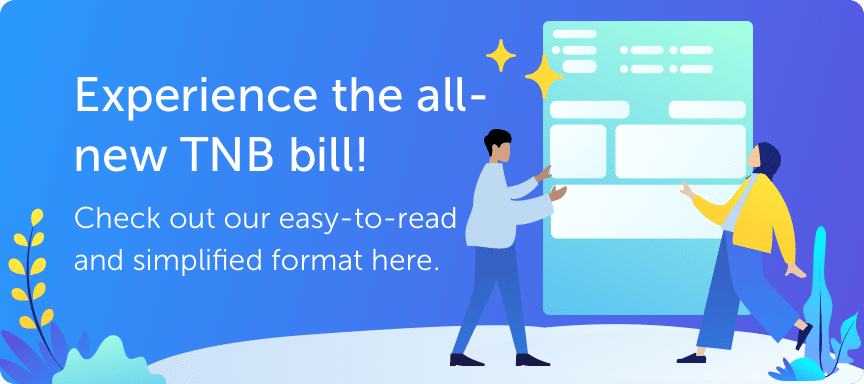 Experience the all-
new TNB bill!
Check out our easy-to-read
and simplified format here.